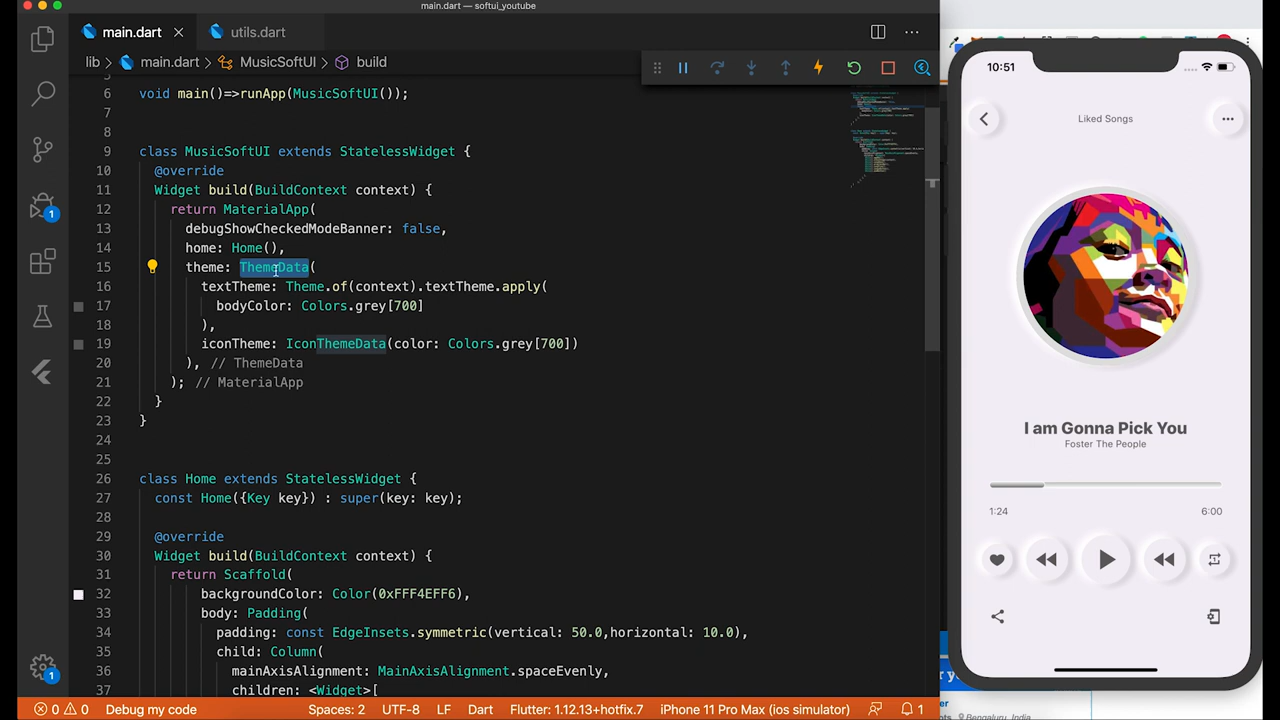 main.dart — softui_youtube
main.dart
utils.dart
lib › main.dart › MusicSoftUI › build
6 void main()=>runApp(MusicSoftUI());
7
8
9 class MusicSoftUI extends StatelessWidget {
10 @override
11 Widget build(BuildContext context) {
12 return MaterialApp(
13 debugShowCheckedModeBanner: false,
14 home: Home(),
15 theme: ThemeData(
16 textTheme: Theme.of(context).textTheme.apply(
17 bodyColor: Colors.grey[700]
18 ),
19 iconTheme: IconThemeData(color: Colors.grey[700])
20 ), // ThemeData
21 ); // MaterialApp
22 }
23 }
24
25
26 class Home extends StatelessWidget {
27 const Home({Key key}) : super(key: key);
28
29 @override
30 Widget build(BuildContext context) {
31 return Scaffold(
32 backgroundColor: Color(0xFFF4EFF6),
33 body: Padding(
34 padding: const EdgeInsets.symmetric(vertical: 50.0,horizontal: 10.0),
35 child: Column(
36 mainAxisAlignment: MainAxisAlignment.spaceEvenly,
37 children: <Widget>[
1
1
0 0 Debug my code
Spaces: 2 UTF-8 LF Dart Flutter: 1.12.13+hotfix.7 iPhone 11 Pro Max (ios simulator) 1
10:51
Liked Songs
I am Gonna Pick You
Foster The People
1:24 6:00
Bengaluru, India